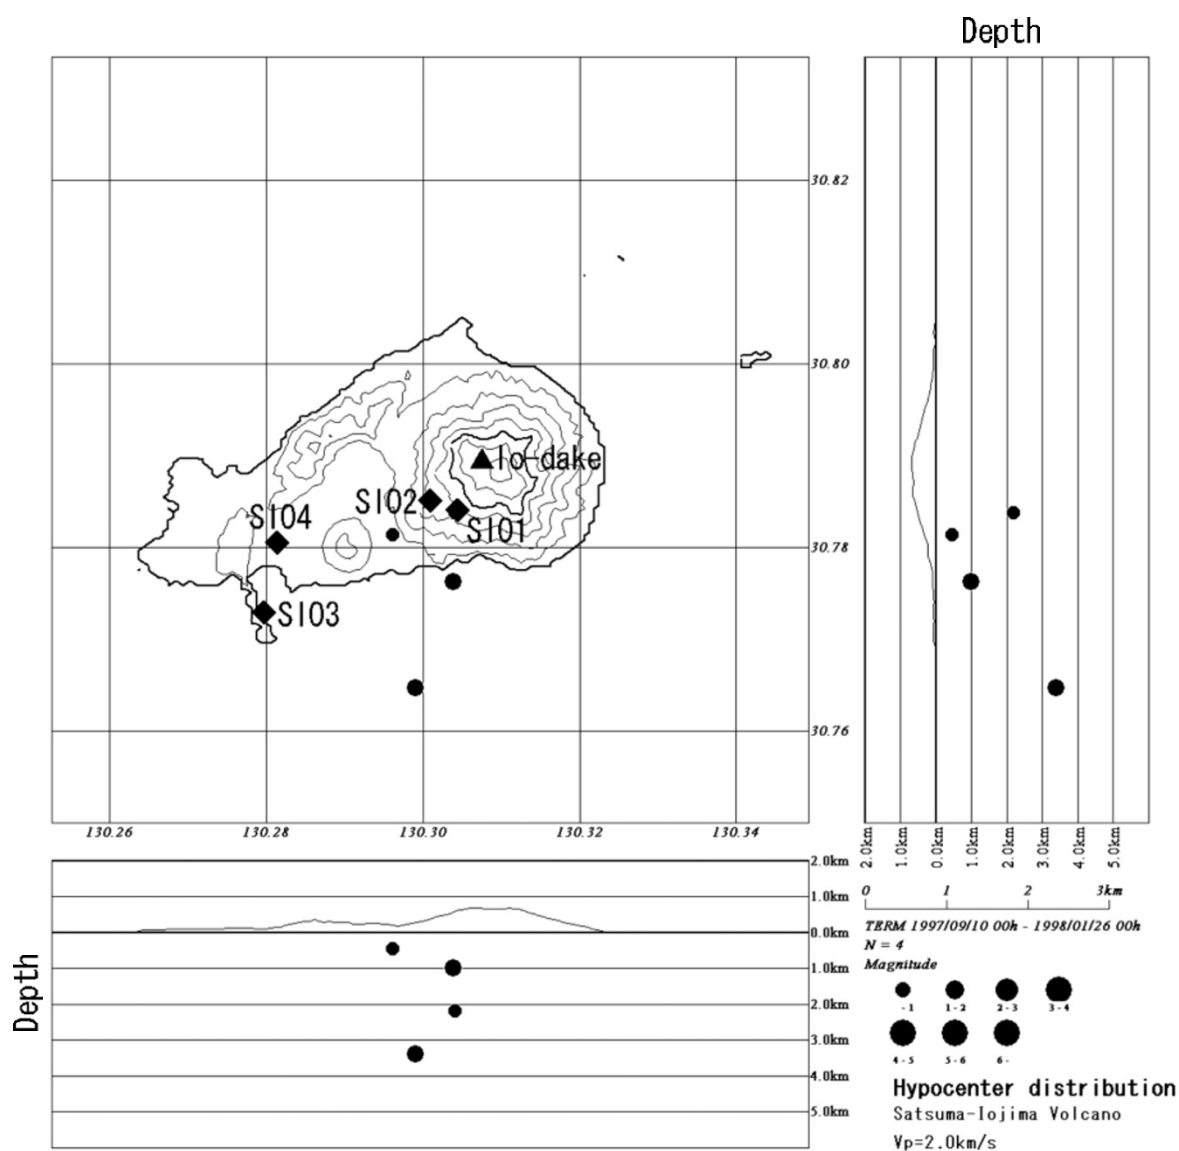 Depth
30.82
30.80
Io-dake
SI02
SI04
SI01
30.78
SI03
30.76
130.26
130.28
130.30
130.32
130.34
2.0km
1.0km
0.0km
1.0km
2.0km
3.0km
4.0km
5.0km
2.0km
1.0km
0.0km
1.0km
2.0km
3.0km
4.0km
5.0km
Depth
0 1 2 3km
TERM 1997/09/10 00h - 1998/01/26 00h
N = 4
Magnitude
- 1 1 - 2 2 - 3 3 - 4
4 - 5 5 - 6 6 -
Hypocenter distribution
Satsuma-Iojima Volcano
Vp=2.0km/s